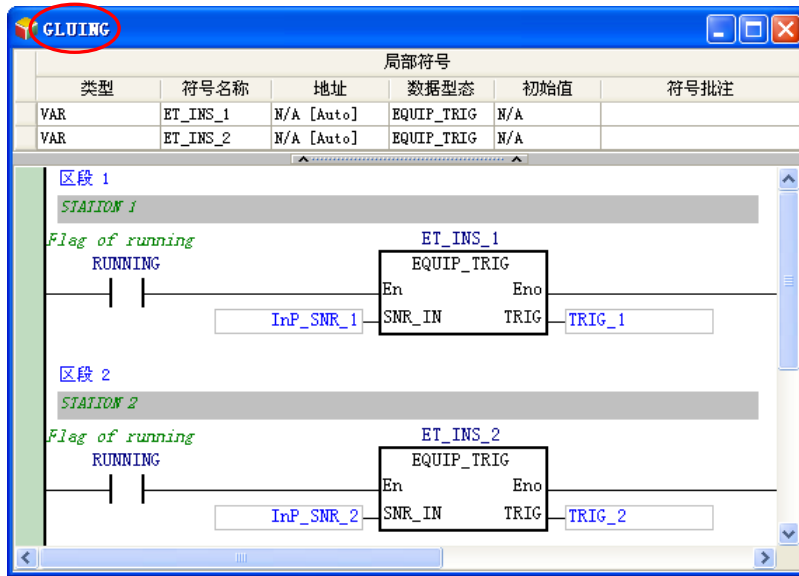 GLUING
局部符号
类型 符号名称 地址 数据型态 初始值 符号批注
VAR ET_INS_1 N/A [Auto] EQUIP_TRIG N/A
VAR ET_INS_2 N/A [Auto] EQUIP_TRIG N/A
区段 1
STATION 1
Flag of running ET_INS_1
RUNNING EQUIP_TRIG
En Eno
InP_SNR_1 SNR_IN TRIG TRIG_1
区段 2
STATION 2
Flag of running ET_INS_2
RUNNING EQUIP_TRIG
En Eno
InP_SNR_2 SNR_IN TRIG TRIG_2